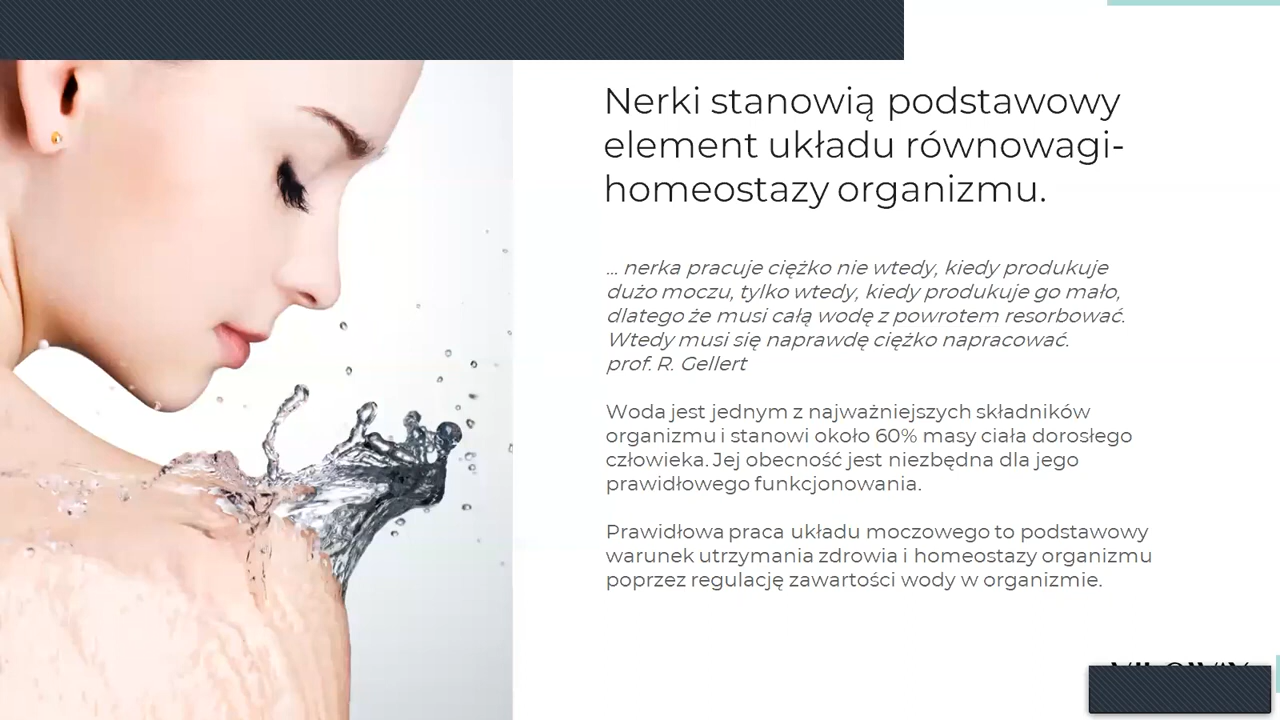 Nerki stanowią podstawowy
element układu równowagi-
homeostazy organizmu.
... nerka pracuje ciężko nie wtedy, kiedy produkuje
dużo moczu, tylko wtedy, kiedy produkuje go mało,
dlatego że musi całą wodę z powrotem resorbować.
Wtedy musi się naprawdę ciężko napracować.
prof. R. Gellert
Woda jest jednym z najważniejszych składników
organizmu i stanowi około 60% masy ciała dorosłego
człowieka. Jej obecność jest niezbędna dla jego
prawidłowego funkcjonowania.
Prawidłowa praca układu moczowego to podstawowy
warunek utrzymania zdrowia i homeostazy organizmu
poprzez regulację zawartości wody w organizmie.